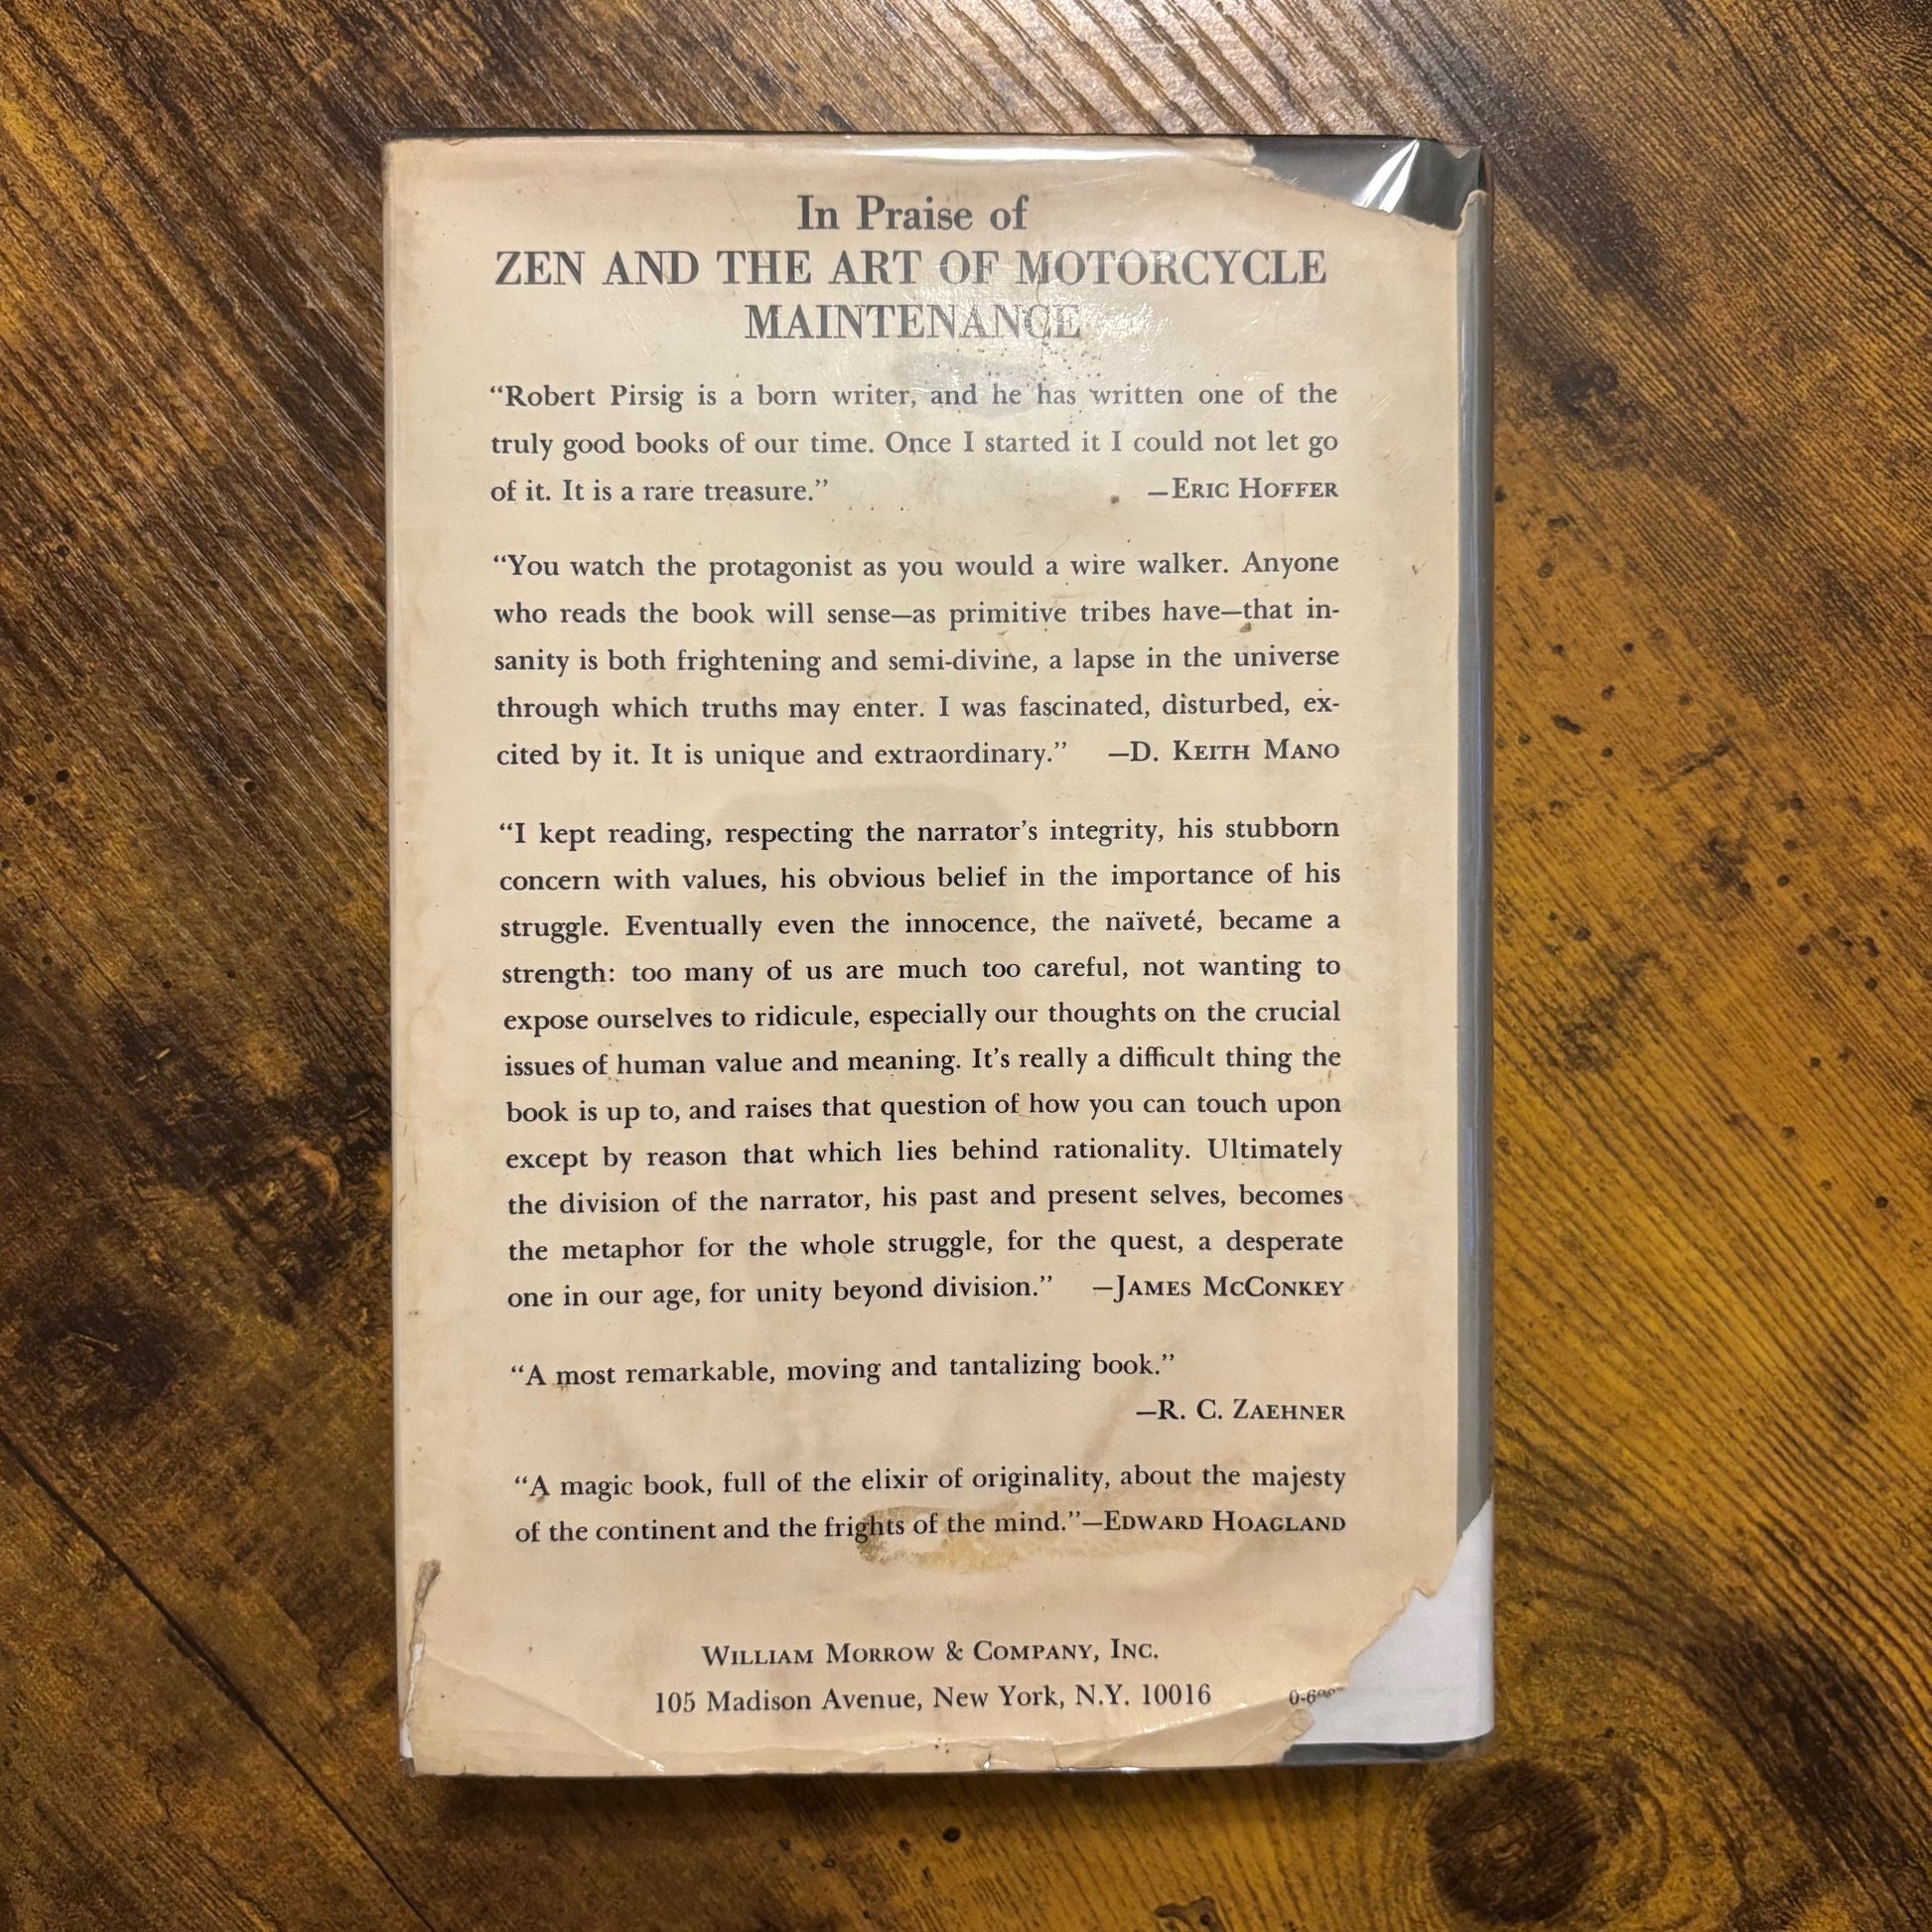 In Praise of
ZEN AND THE ART OF MOTORCYCLE
MAINTENANCE
“Robert Pirsig is a born writer, and he has written one of the
truly good books of our time. Once I started it I could not let go
of it. It is a rare treasure.” —ERIC HOFFER
“You watch the protagonist as you would a wire walker. Anyone
who reads the book will sense—as primitive tribes have—that in-
sanity is both frightening and semi-divine, a lapse in the universe
through which truths may enter. I was fascinated, disturbed, ex-
cited by it. It is unique and extraordinary.” —D. KEITH MANO
“I kept reading, respecting the narrator’s integrity, his stubborn
concern with values, his obvious belief in the importance of his
struggle. Eventually even the innocence, the naïveté, became a
strength: too many of us are much too careful, not wanting to
expose ourselves to ridicule, especially our thoughts on the crucial
issues of human value and meaning. It’s really a difficult thing the
book is up to, and raises that question of how you can touch upon
except by reason that which lies behind rationality. Ultimately
the division of the narrator, his past and present selves, becomes
the metaphor for the whole struggle, for the quest, a desperate
one in our age, for unity beyond division.” —JAMES MCCONKEY
“A most remarkable, moving and tantalizing book.”
—R. C. ZAEHNER
“A magic book, full of the elixir of originality, about the majesty
of the continent and the frights of the mind.”—EDWARD HOAGLAND
WILLIAM MORROW & COMPANY, INC.
105 Madison Avenue, New York, N.Y. 10016